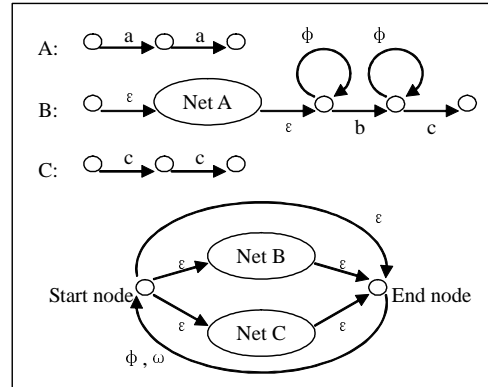 A: a a
ϕ ϕ
B: ε Net A ε b c
C: c c
ε
ε Net B ε
Start node End node
ε Net C ε
ϕ , ω